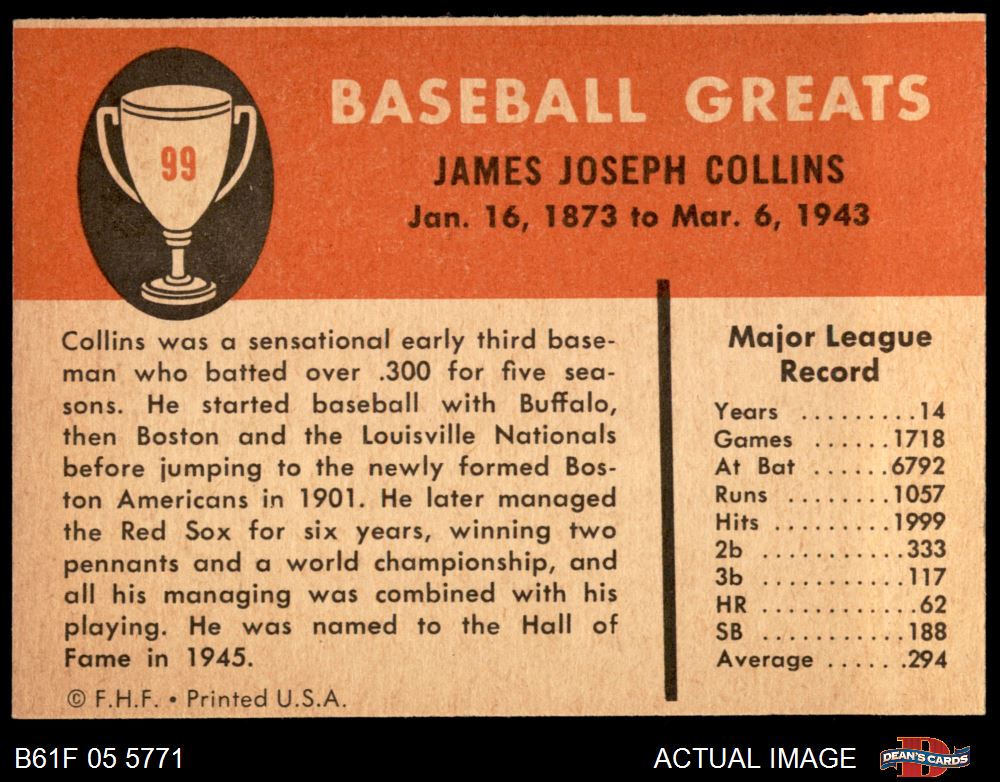 99
BASEBALL GREATS
JAMES JOSEPH COLLINS
Jan. 16, 1873 to Mar. 6, 1943
Collins was a sensational early third base-
man who batted over .300 for five sea-
sons. He started baseball with Buffalo,
then Boston and the Louisville Nationals
before jumping to the newly formed Bos-
ton Americans in 1901. He later managed
the Red Sox for six years, winning two
pennants and a world championship, and
all his managing was combined with his
playing. He was named to the Hall of
Fame in 1945.
© F.H.F. • Printed U.S.A.
Major League
Record
Years .........14
Games ......1718
At Bat ......6792
Runs ........1057
Hits .........1999
2b ..........333
3b ..........117
HR ...........62
SB ..........188
Average ......294
B61F 05 5771
ACTUAL IMAGE
DEAN'S CARDS